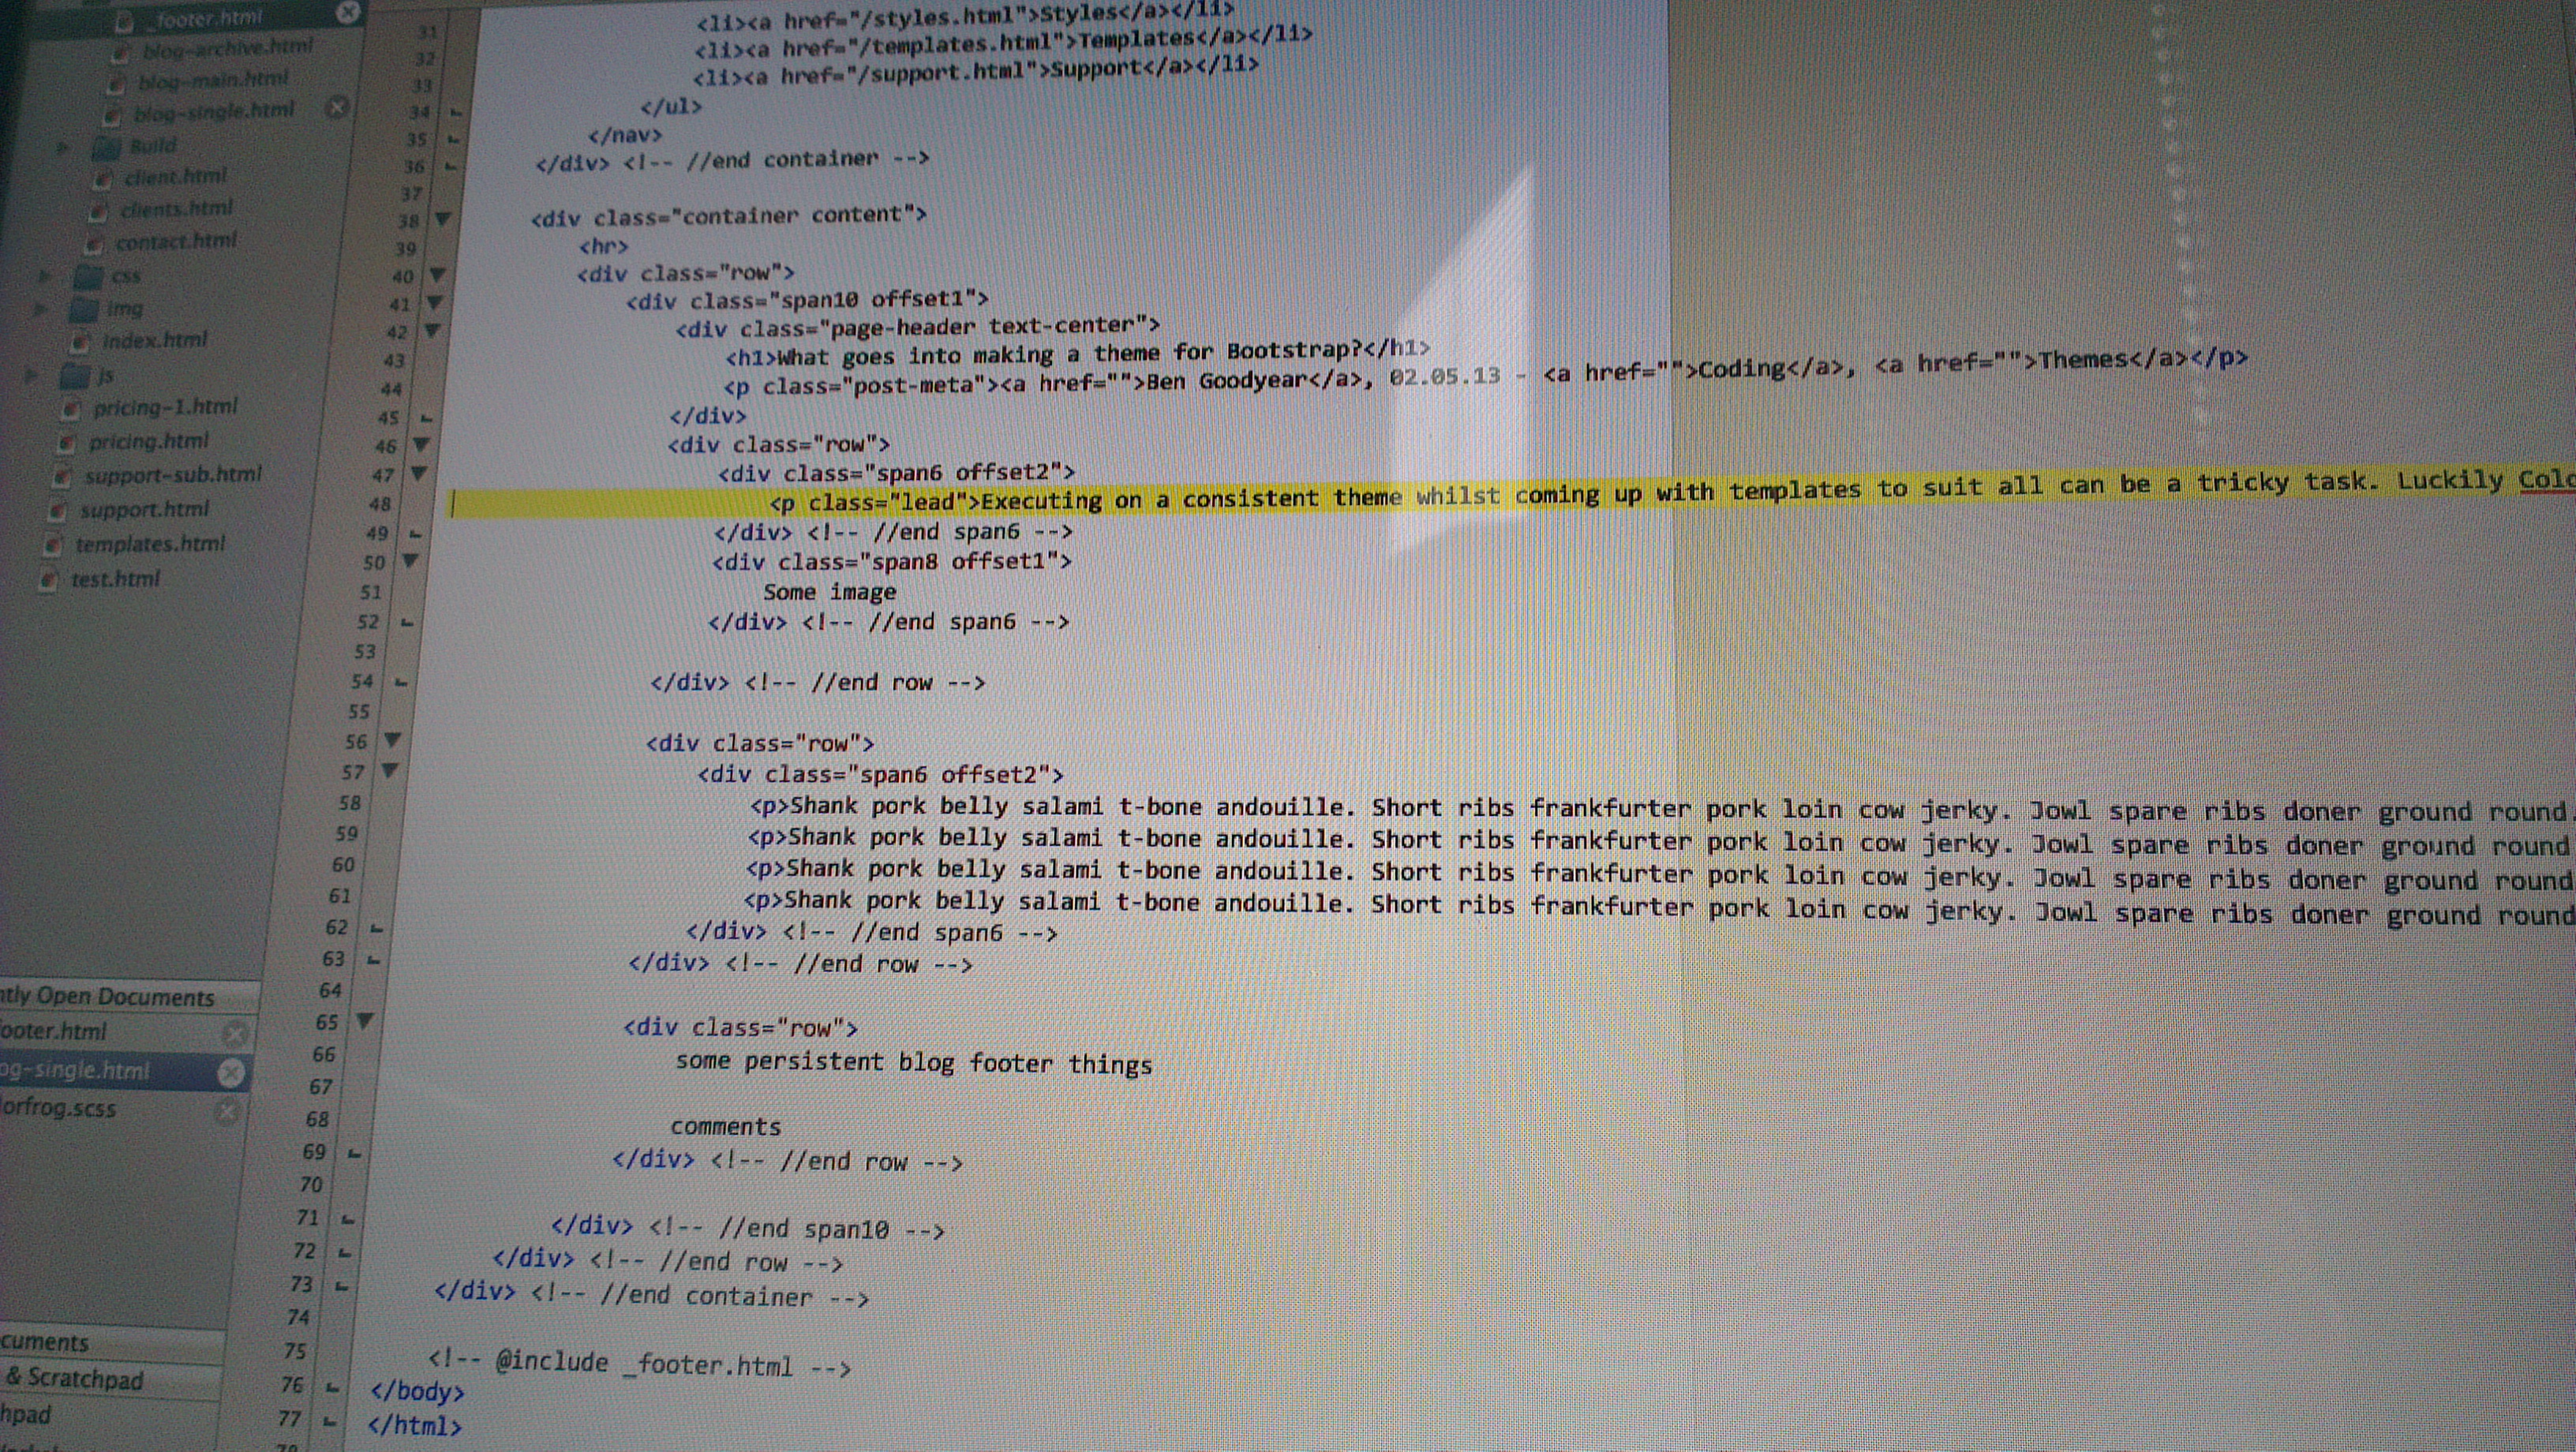 _footer.html
blog-archive.html
blog-main.html
blog-single.html
Build
client.html
clients.html
contact.html
css
img
index.html
js
pricing-1.html
pricing.html
support-sub.html
support.html
templates.html
test.html
Open Documents
ooter.html
og-single.html
orfrog.scss
cuments
& Scratchpad
hpad
31 <li><a href="/styles.html">Styles</a></li>
32 <li><a href="/templates.html">Templates</a></li>
33 <li><a href="/support.html">Support</a></li>
34 </ul>
35 </nav>
36 </div> <!-- //end container -->
37
38 <div class="container content">
39 <hr>
40 <div class="row">
41 <div class="span10 offset1">
42 <div class="page-header text-center">
43 <h1>What goes into making a theme for Bootstrap?</h1>
44 <p class="post-meta"><a href="">Ben Goodyear</a>, 02.05.13 - <a href="">Coding</a>, <a href="">Themes</a></p>
45 </div>
46 <div class="row">
47 <div class="span6 offset2">
48 <p class="lead">Executing on a consistent theme whilst coming up with templates to suit all can be a tricky task. Luckily Colo
49 </div> <!-- //end span6 -->
50 <div class="span8 offset1">
51 Some image
52 </div> <!-- //end span6 -->
53
54 </div> <!-- //end row -->
55
56 <div class="row">
57 <div class="span6 offset2">
58 <p>Shank pork belly salami t-bone andouille. Short ribs frankfurter pork loin cow jerky. Jowl spare ribs doner ground round.
59 <p>Shank pork belly salami t-bone andouille. Short ribs frankfurter pork loin cow jerky. Jowl spare ribs doner ground round
60 <p>Shank pork belly salami t-bone andouille. Short ribs frankfurter pork loin cow jerky. Jowl spare ribs doner ground round
61 <p>Shank pork belly salami t-bone andouille. Short ribs frankfurter pork loin cow jerky. Jowl spare ribs doner ground round
62 </div> <!-- //end span6 -->
63 </div> <!-- //end row -->
64
65 <div class="row">
66 some persistent blog footer things
67
68 comments
69 </div> <!-- //end row -->
70
71 </div> <!-- //end span10 -->
72 </div> <!-- //end row -->
73 </div> <!-- //end container -->
74
75 <!-- @include _footer.html -->
76 </body>
77 </html>